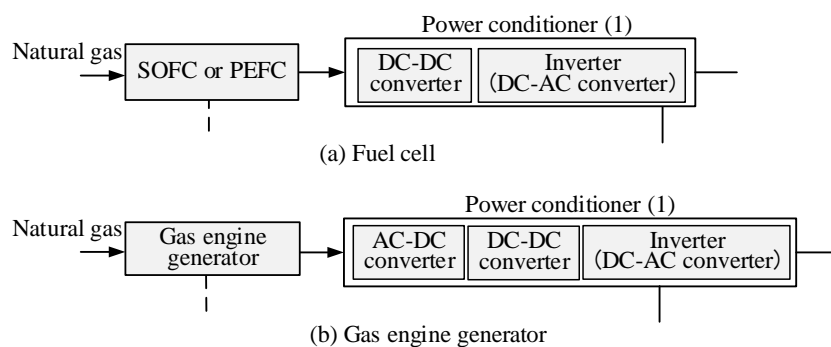 Power conditioner (1)
Natural gas
SOFC or PEFC
DC-DC
converter
Inverter
(DC-AC converter)
(a) Fuel cell
Power conditioner (1)
Natural gas
Gas engine
generator
AC-DC
converter
DC-DC
converter
Inverter
(DC-AC converter)
(b) Gas engine generator